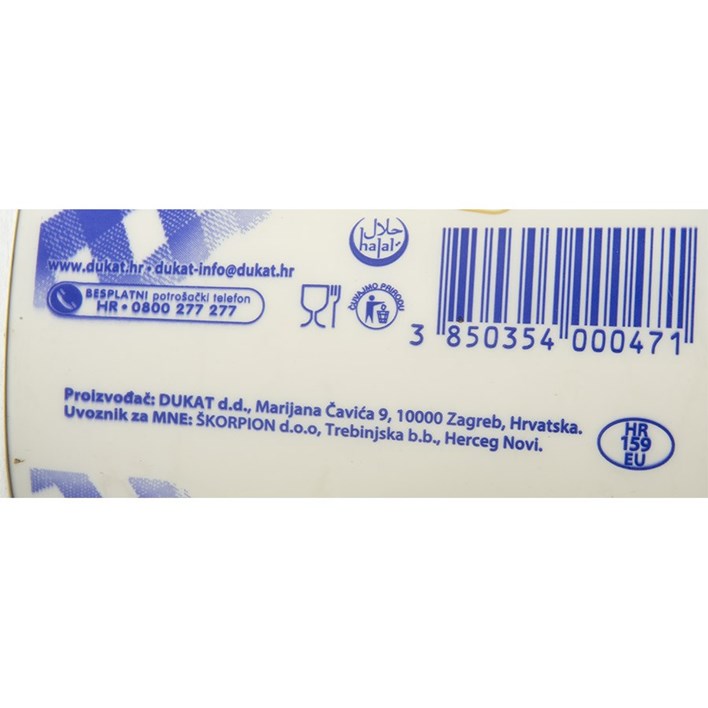 حلال
halal
www.dukat.hr • dukat-info@dukat.hr
BESPLATNI potrošački telefon
HR • 0800 277 277
ČUVAJMO PRIRODU
3 850354 000471
Proizvođač: DUKAT d.d., Marijana Čavića 9, 10000 Zagreb, Hrvatska.
Uvoznik za MNE: ŠKORPION d.o.o, Trebinjska b.b., Herceg Novi.
HR
159
EU